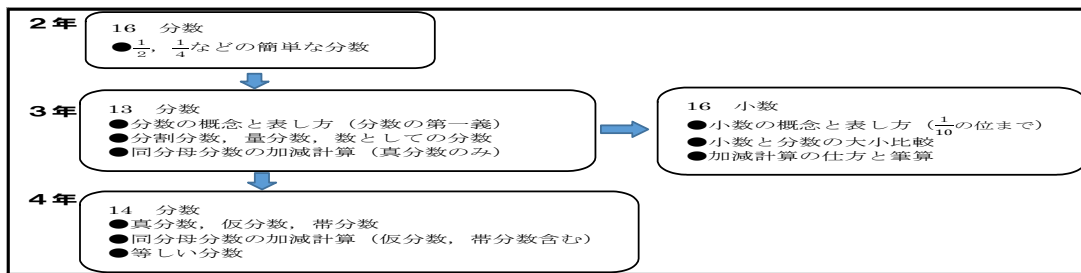 2年
16 分数
●1/2, 1/4などの簡単な分数
3年
13 分数
●分数の概念と表し方（分数の第一義）
●分割分数，量分数，数としての分数
●同分母分数の加減計算（真分数のみ）
16 小数
●小数の概念と表し方（1/10の位まで）
●小数と分数の大小比較
●加減計算の仕方と筆算
4年
14 分数
●真分数，仮分数，帯分数
●同分母分数の加減計算（仮分数，帯分数含む）
●等しい分数